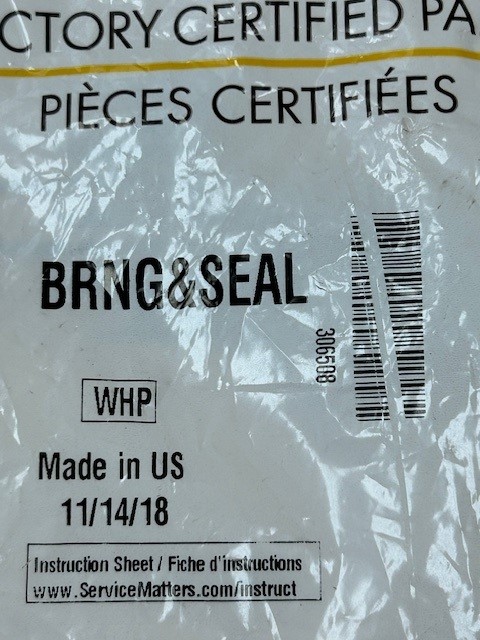 CTORY CERTIFIED PA
PIÈCES CERTIFIÉES
BRNG&SEAL
306508
WHP
Made in US
11/14/18
Instruction Sheet / Fiche d'instructions
www.ServiceMatters.com/instruct